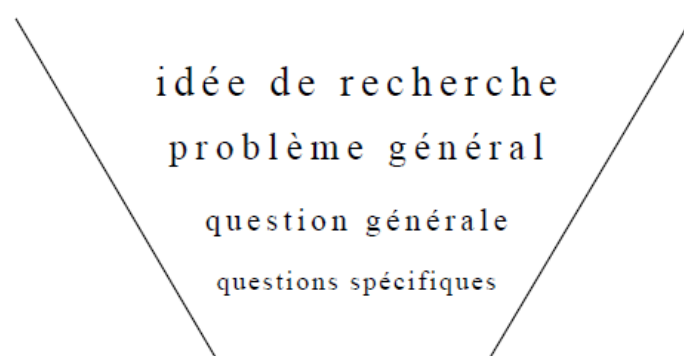 idée de recherche
problème général
question générale
questions spécifiques